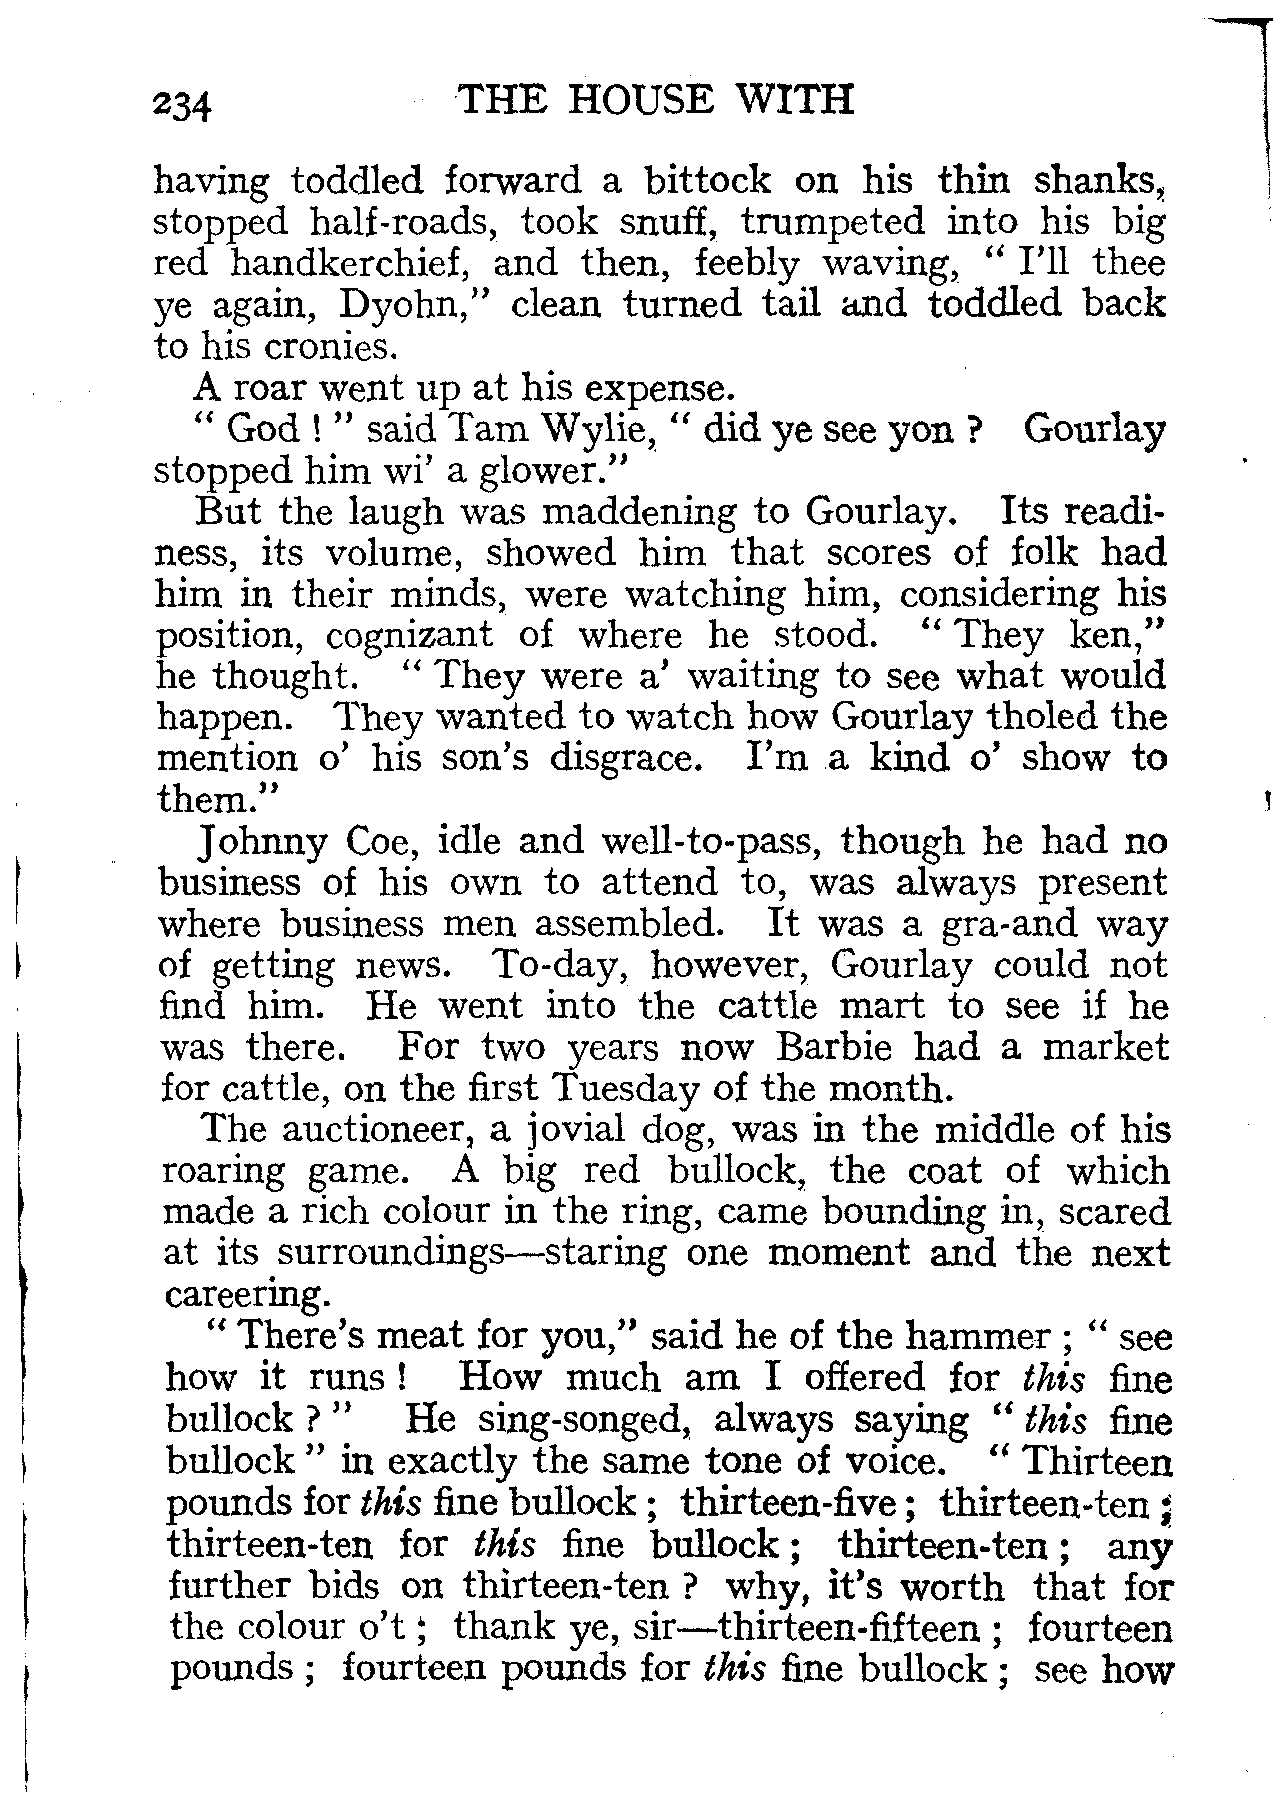 234 THE HOUSE WITH
having toddled forward a bittock on his thin shanks,
stopped half-roads, took snuff, trumpeted into his big
red handkerchief, and then, feebly waving, “ I’ll thee
ye again, Dyohn,” clean turned tail and toddled back
to his cronies.
A roar went up at his expense.
“ God ! ” said Tam Wylie, “ did ye see yon ? Gourlay
stopped him wi’ a glower.”
But the laugh was maddening to Gourlay. Its readi-
ness, its volume, showed him that scores of folk had
him in their minds, were watching him, considering his
position, cognizant of where he stood. “ They ken,”
he thought. “ They were a’ waiting to see what would
happen. They wanted to watch how Gourlay tholed the
mention o’ his son’s disgrace. I’m a kind o’ show to
them.”
Johnny Coe, idle and well-to-pass, though he had no
business of his own to attend to, was always present
where business men assembled. It was a gra-and way
of getting news. To-day, however, Gourlay could not
find him. He went into the cattle mart to see if he
was there. For two years now Barbie had a market
for cattle, on the first Tuesday of the month.
The auctioneer, a jovial dog, was in the middle of his
roaring game. A big red bullock, the coat of which
made a rich colour in the ring, came bounding in, scared
at its surroundings—staring one moment and the next
careering.
“ There’s meat for you,” said he of the hammer ; “ see
how it runs ! How much am I offered for this fine
bullock ? ” He sing-songed, always saying “ this fine
bullock ” in exactly the same tone of voice. “ Thirteen
pounds for this fine bullock ; thirteen-five ; thirteen-ten ;
thirteen-ten for this fine bullock ; thirteen-ten ; any
further bids on thirteen-ten ? why, it’s worth that for
the colour o’t ; thank ye, sir—thirteen-fifteen ; fourteen
pounds ; fourteen pounds for this fine bullock ; see how